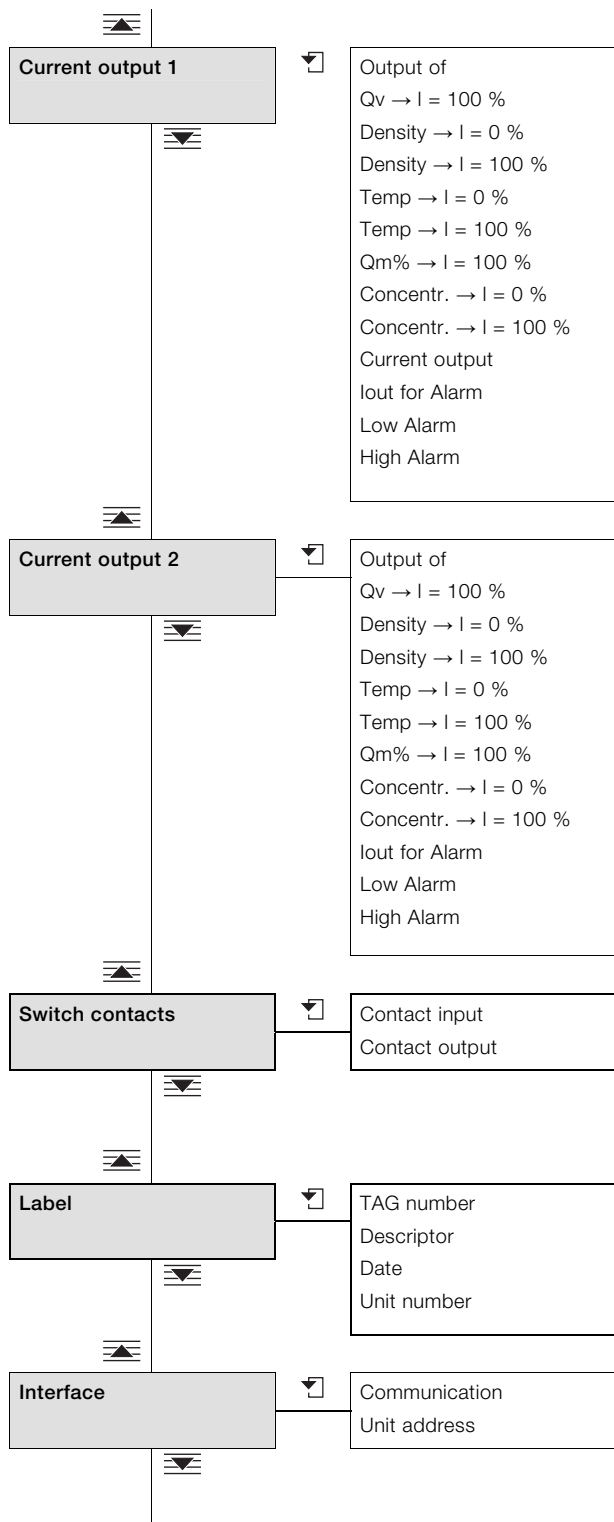 Current output 1
Output of
Qv → I = 100 %
Density → I = 0 %
Density → I = 100 %
Temp → I = 0 %
Temp → I = 100 %
Qm% → I = 100 %
Concentr. → I = 0 %
Concentr. → I = 100 %
Current output
Iout for Alarm
Low Alarm
High Alarm
Current output 2
Output of
Qv → I = 100 %
Density → I = 0 %
Density → I = 100 %
Temp → I = 0 %
Temp → I = 100 %
Qm% → I = 100 %
Concentr. → I = 0 %
Concentr. → I = 100 %
Iout for Alarm
Low Alarm
High Alarm
Switch contacts
Contact input
Contact output
Label
TAG number
Descriptor
Date
Unit number
Interface
Communication
Unit address